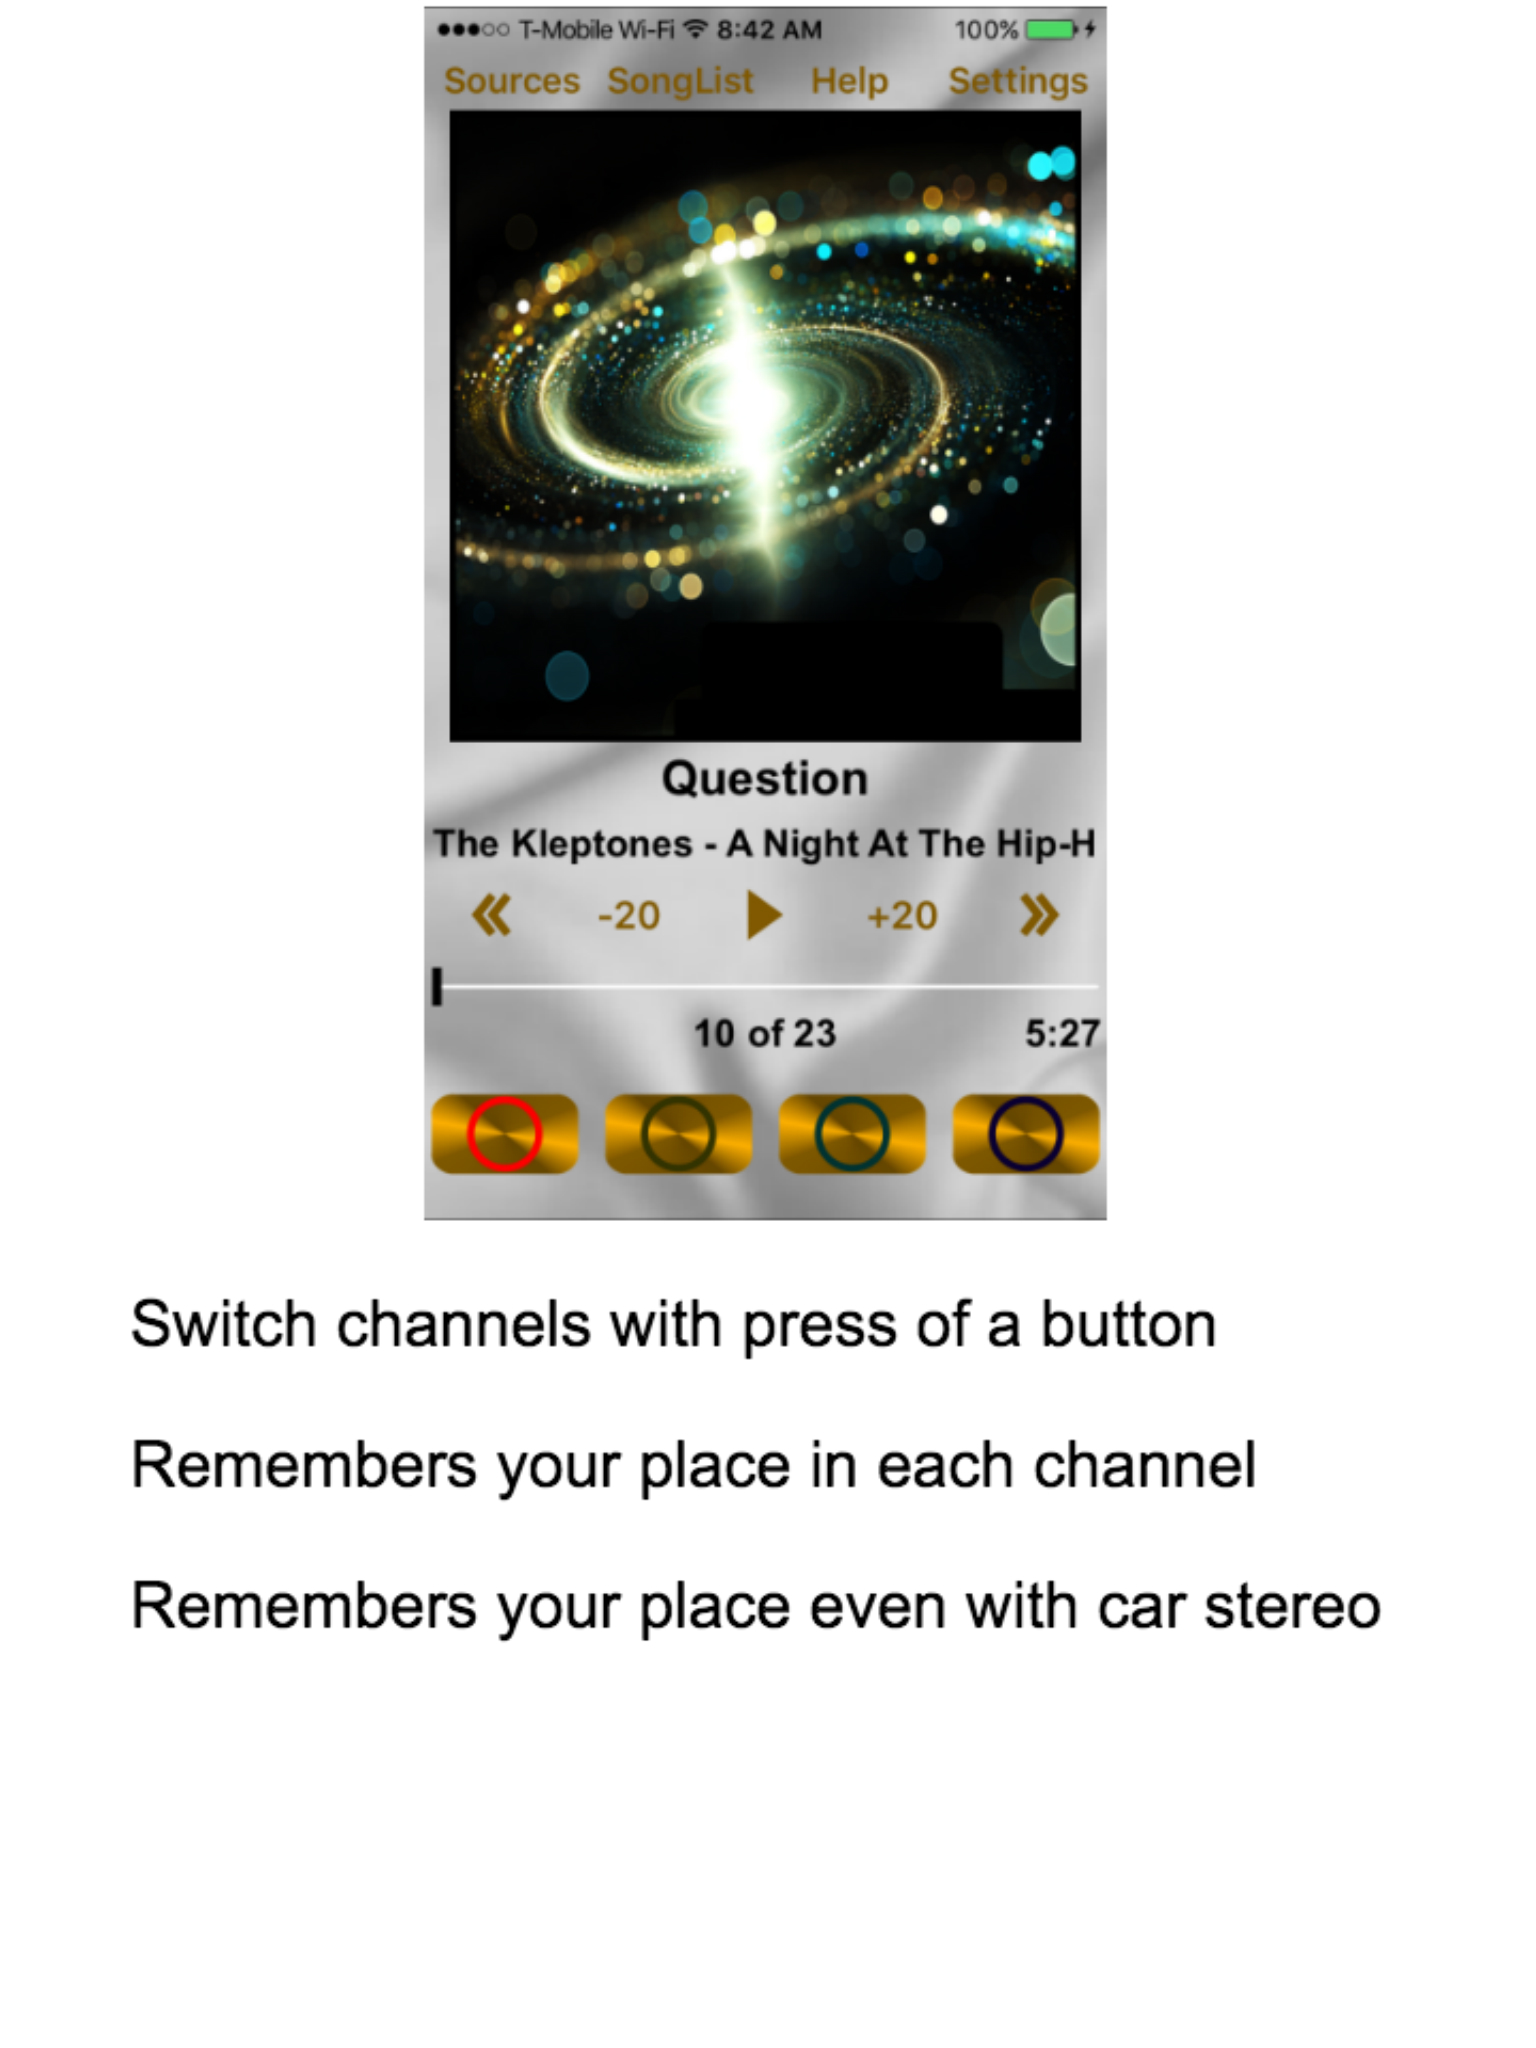 T-Mobile Wi-Fi 8:42 AM 100%
Sources SongList Help Settings
Question
The Kleptones - A Night At The Hip-H
-20 +20
10 of 23 5:27
Switch channels with press of a button
Remembers your place in each channel
Remembers your place even with car stereo